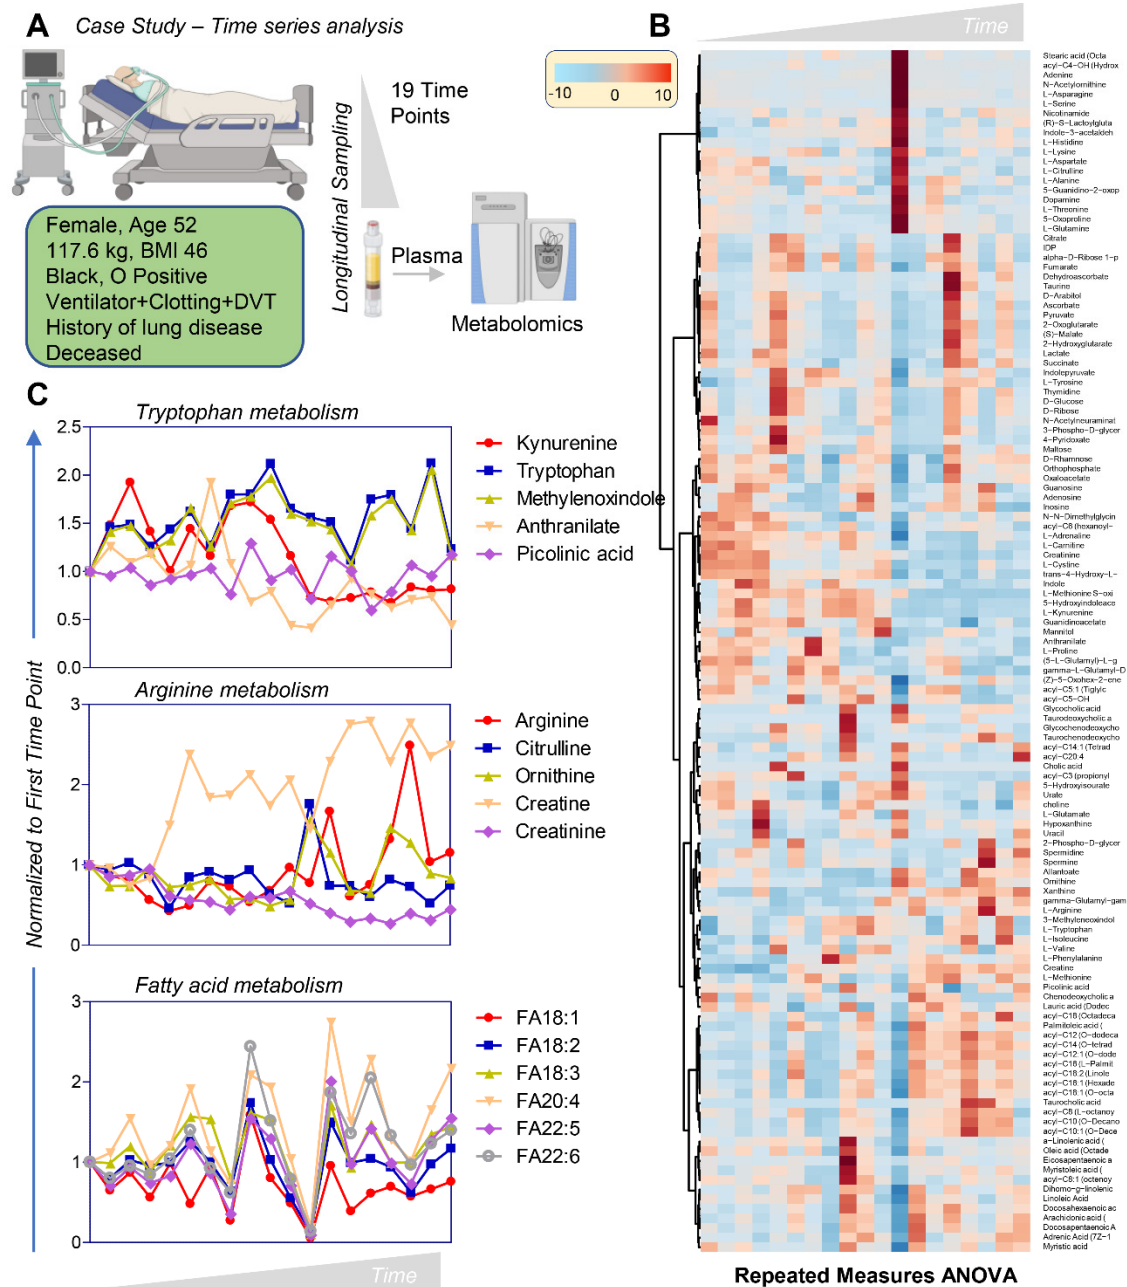 A
Case Study – Time series analysis
19 Time
Points
Longitudinal Sampling
Plasma
Metabolomics
Female, Age 52
117.6 kg, BMI 46
Black, O Positive
Ventilator+Clotting+DVT
History of lung disease
Deceased
B
Time
-10
0
10
Stearic acid (Octa
acyl-C4-OH (Hydrox
Adenine
N-Acetylornithine
L-Asparagine
L-Serine
Nicotinamide
(R)-S-Lactoylgluta
Indole-3-acetaldeh
L-Histidine
L-Lysine
L-Aspartate
L-Citrulline
L-Alanine
5-Guanidino-2-oxop
Dopamine
L-Threonine
5-Oxoproline
L-Glutamine
Citrate
IDP
alpha-D-Ribose 1-p
Fumarate
Dehydroascorbate
Taurine
D-Arabitol
Ascorbate
Pyruvate
2-Oxoglutarate
(S)-Malate
2-Hydroxyglutarate
Lactate
Succinate
Indolepyruvate
L-Tyrosine
Thymidine
D-Glucose
D-Ribose
N-Acetylneuraminat
3-Phospho-D-glycer
4-Pyridoxate
Maltose
D-Rhamnose
Orthophosphate
Oxaloacetate
Guanosine
Adenosine
Inosine
N-N-Dimethylglycin
acyl-C8 (hexanoyl-
L-Adrenaline
L-Carnitine
Creatinine
L-Cystine
trans-4-Hydroxy-L-
Indole
L-Methionine S-oxi
5-Hydroxyindoleace
L-Kynurenine
Guanidinoacetate
Mannitol
Anthranilate
L-Proline
(5-L-Glutamyl)-L-g
gamma-L-Glutamyl-D
(Z)-5-Oxohex-2-ene
acyl-C5:1 (Tiglylc
acyl-C5-OH
Glycocholic acid
Taurodeoxycholic a
Glycochenodeoxycho
Taurochenodeoxycho
acyl-C14:1 (Tetrad
acyl-C20:4
Cholic acid
acyl-C3 (propionyl
5-Hydroxyisourate
Urate
choline
L-Glutamate
Hypoxanthine
Uracil
2-Phospho-D-glycer
Spermidine
Spermine
Allantoate
Ornithine
Xanthine
gamma-Glutamyl-gam
L-Arginine
3-Methyleneoxindol
L-Tryptophan
L-Isoleucine
L-Valine
L-Phenylalanine
Creatine
L-Methionine
Picolinic acid
Chenodeoxycholic a
Lauric acid (Dodec
acyl-C18 (Octadeca
Palmitoleic acid (
acyl-C12 (O-dodeca
acyl-C14 (O-tetrad
acyl-C12:1 (O-dode
acyl-C16 (L-Palmit
acyl-C18:2 (Linole
acyl-C18:1 (Hexade
acyl-C18:1 (O-octa
Taurocholic acid
acyl-C8 (L-octanoy
acyl-C10 (O-Decano
acyl-C10:1 (O-Dece
a-Linolenic acid (
Oleic acid (Octade
Eicosapentaenoic a
Myristoleic acid (
acyl-C8:1 (octenoy
Dihomo-g-linolenic
Linoleic Acid
Docosahexaenoic ac
Arachidonic acid (
Docosapentaenoic A
Adrenic Acid (7Z-1
Myristic acid
Repeated Measures ANOVA
C
Normalized to First Time Point
Tryptophan metabolism
2.5
2.0
1.5
1.0
0.5
0.0
Kynurenine
Tryptophan
Methylenoxindole
Anthranilate
Picolinic acid
Arginine metabolism
3
2
1
0
Arginine
Citrulline
Ornithine
Creatine
Creatinine
Fatty acid metabolism
3
2
1
0
FA18:1
FA18:2
FA18:3
FA20:4
FA22:5
FA22:6
Time